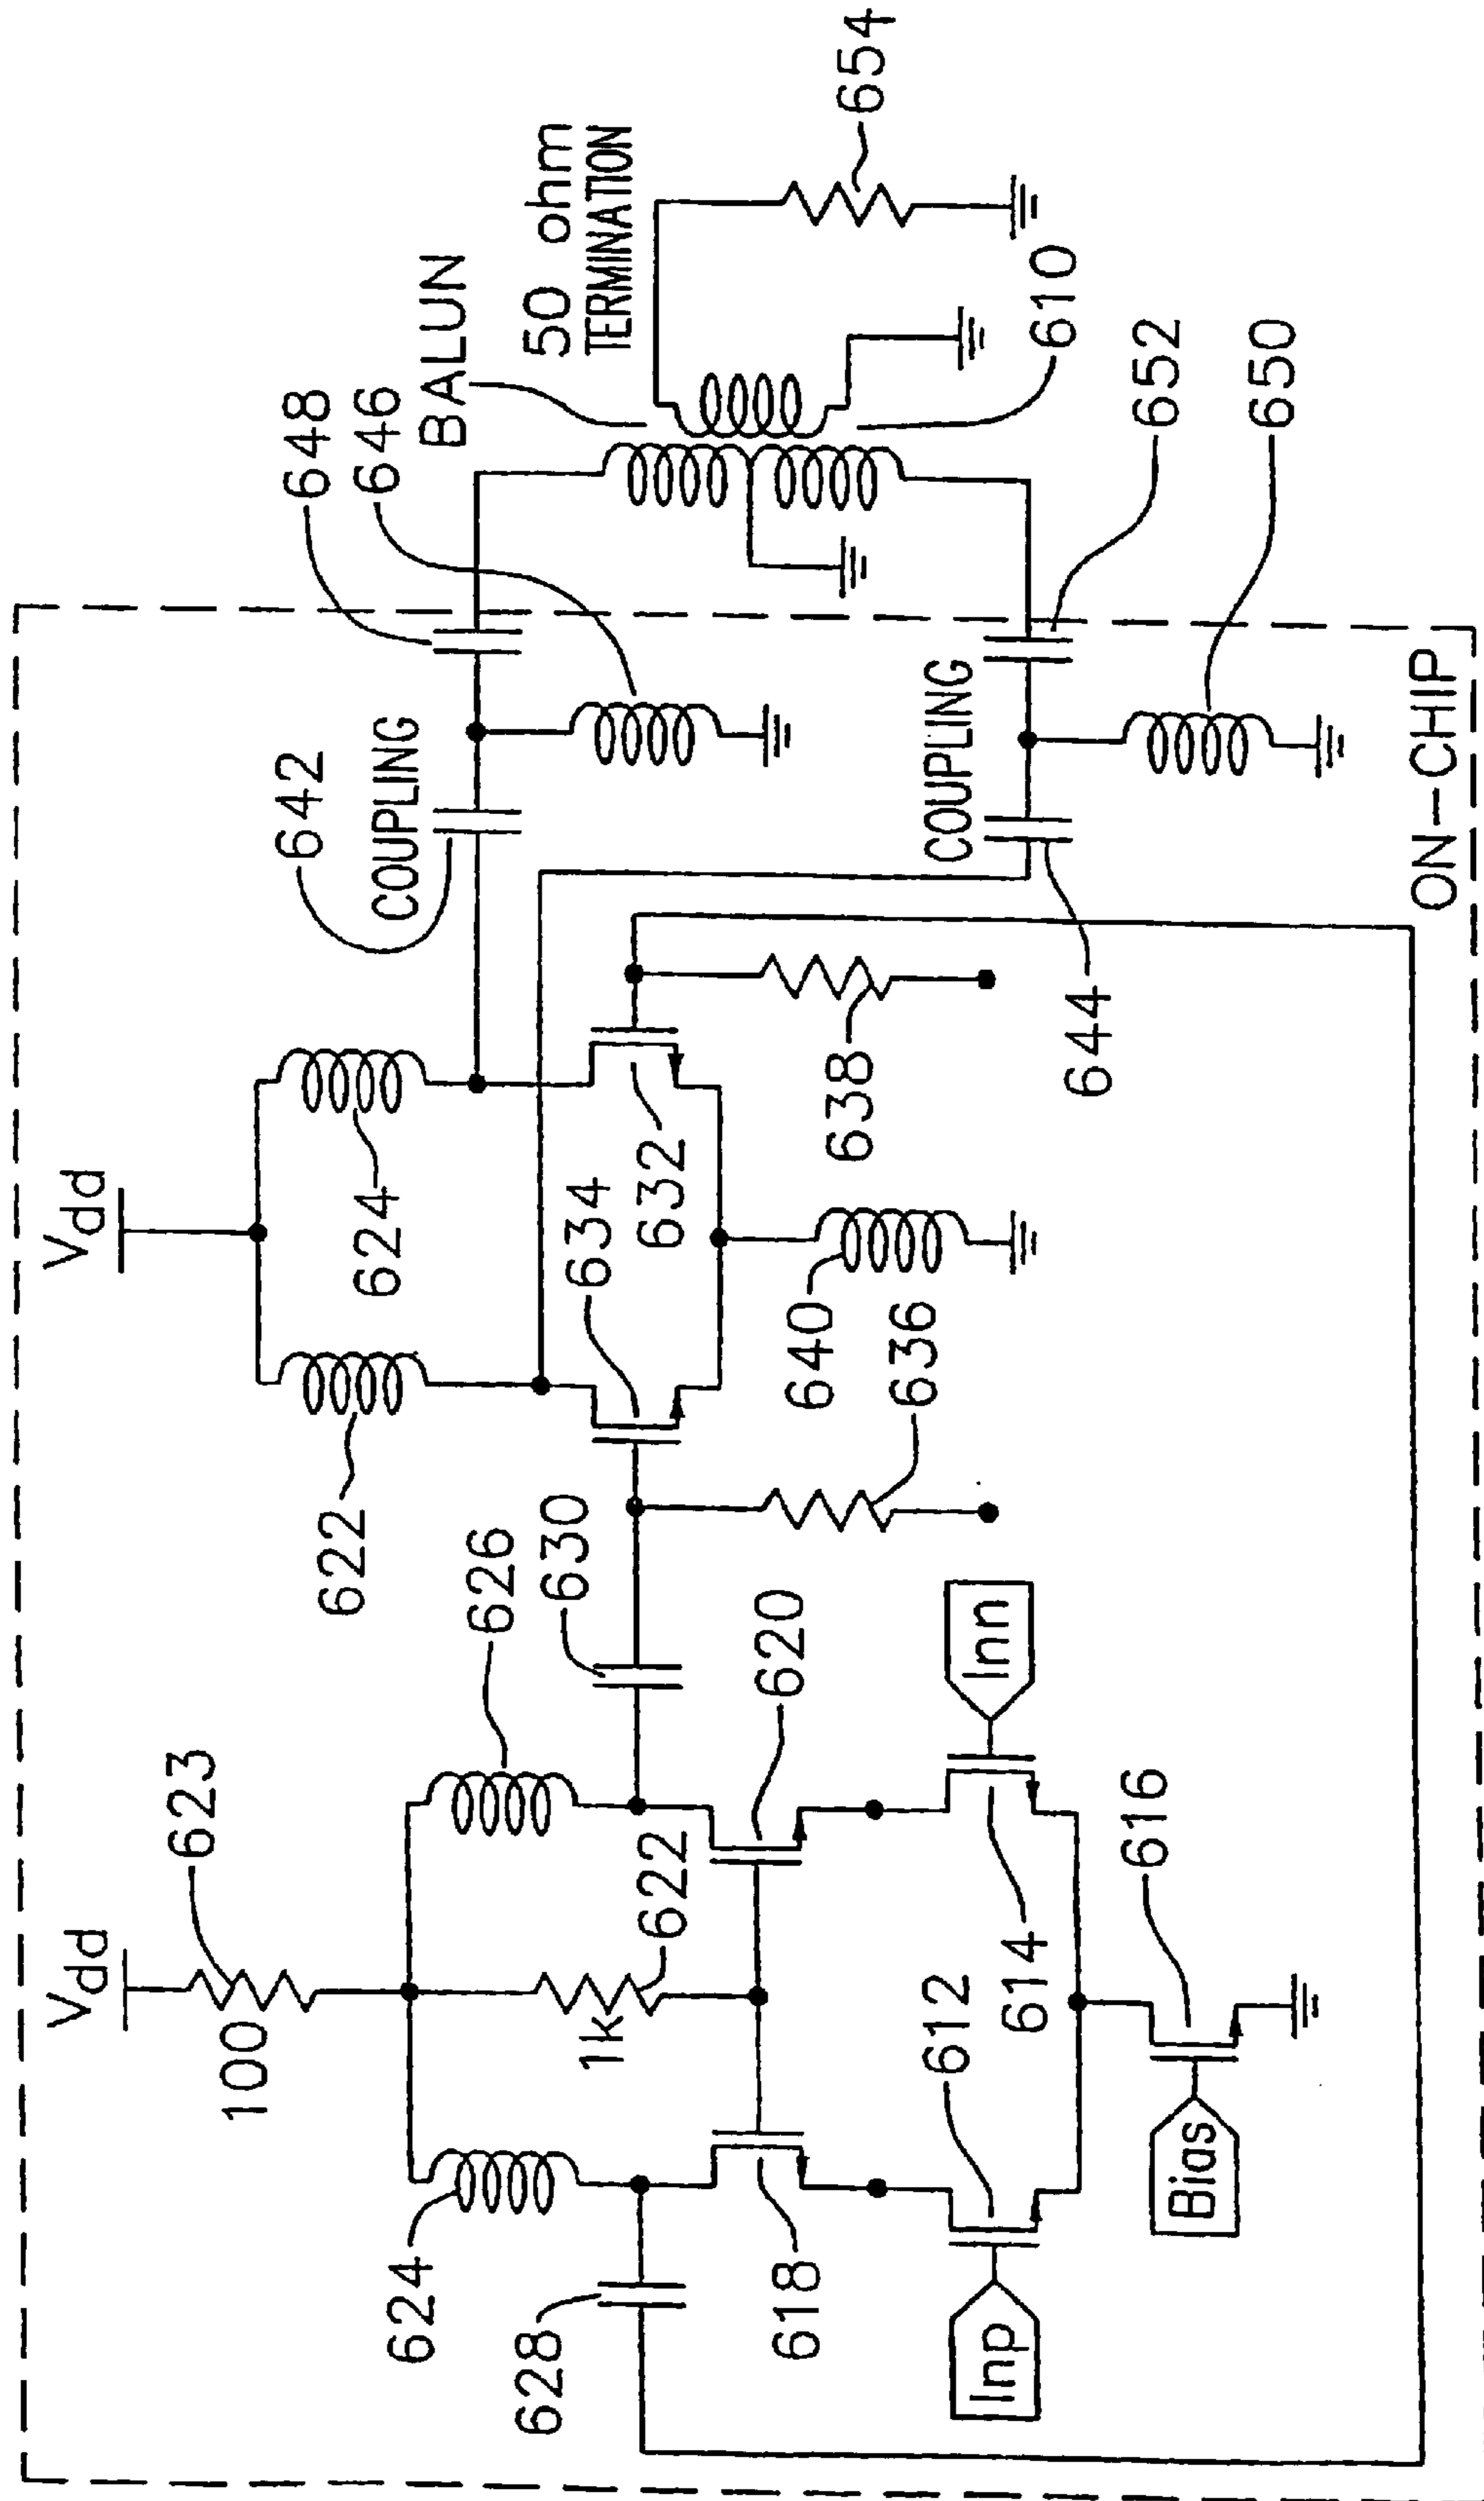 Vdd
623
100
624
626
622
1k
628
630
618
620
612
614
Inp
Inn
616
Bias
Vdd
622
624
634
632
636
638
640
642
COUPLING
648
646
COUPLING
644
BALUN
50 ohm
TERMINATION
654
610
652
650
ON-CHIP